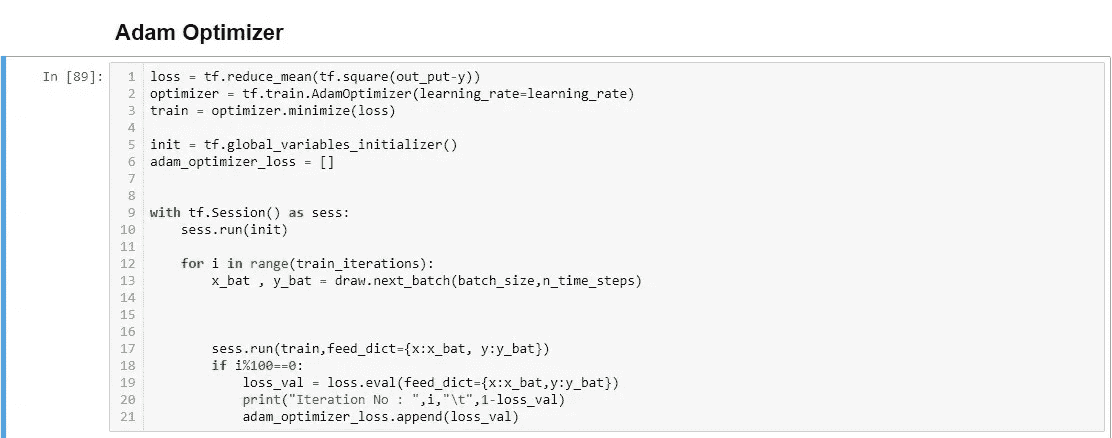 Adam Optimizer
In [89]:
1 loss = tf.reduce_mean(tf.square(out_put-y))
2 optimizer = tf.train.AdamOptimizer(learning_rate=learning_rate)
3 train = optimizer.minimize(loss)
4
5 init = tf.global_variables_initializer()
6 adam_optimizer_loss = []
7
8
9 with tf.Session() as sess:
10     sess.run(init)
11
12     for i in range(train_iterations):
13         x_bat , y_bat = draw.next_batch(batch_size,n_time_steps)
14
15
16
17         sess.run(train,feed_dict={x:x_bat, y:y_bat})
18         if i%100==0:
19             loss_val = loss.eval(feed_dict={x:x_bat,y:y_bat})
20             print("Iteration No : ",i,"\t",1-loss_val)
21             adam_optimizer_loss.append(loss_val)